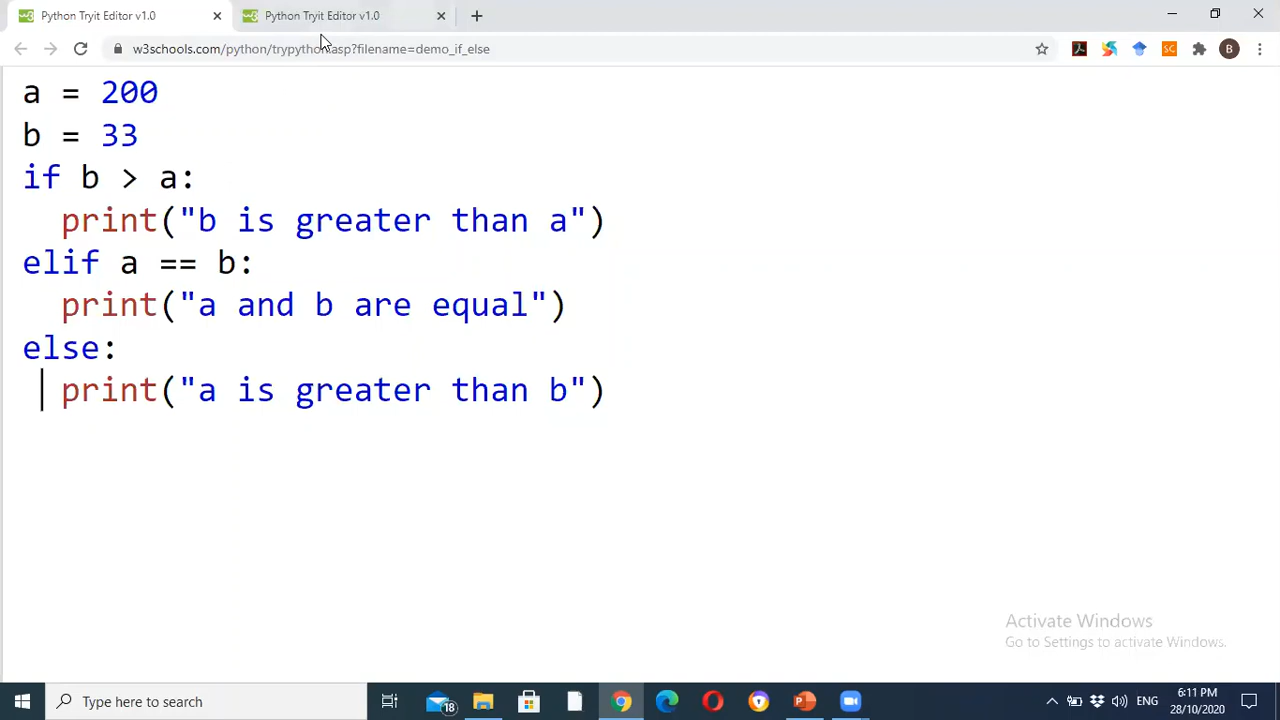 Python Tryit Editor v1.0
Python Tryit Editor v1.0
w3schools.com/python/trypython.asp?filename=demo_if_else
SC
B
a = 200
b = 33
if b > a:
  print("b is greater than a")
elif a == b:
  print("a and b are equal")
else:
  print("a is greater than b")
Activate Windows
Go to Settings to activate Windows.
Type here to search
18
ENG
6:11 PM
28/10/2020